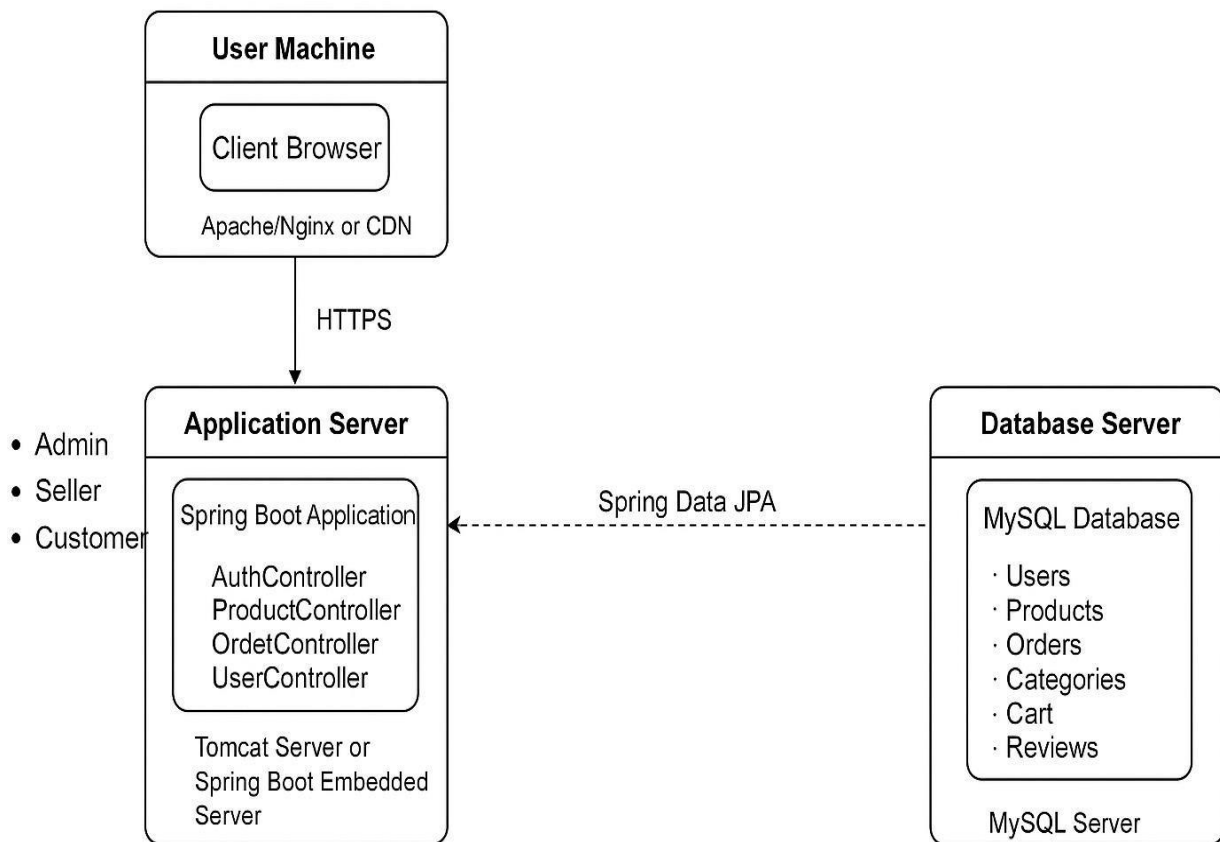 User Machine
Client Browser
Apache/Nginx or CDN
HTTPS
• Admin
• Seller
• Customer
Application Server
Spring Boot Application
AuthController
ProductController
OrdetController
UserController
Tomcat Server or
Spring Boot Embedded
Server
Spring Data JPA
Database Server
MySQL Database
· Users
· Products
· Orders
· Categories
· Cart
· Reviews
MySQL Server